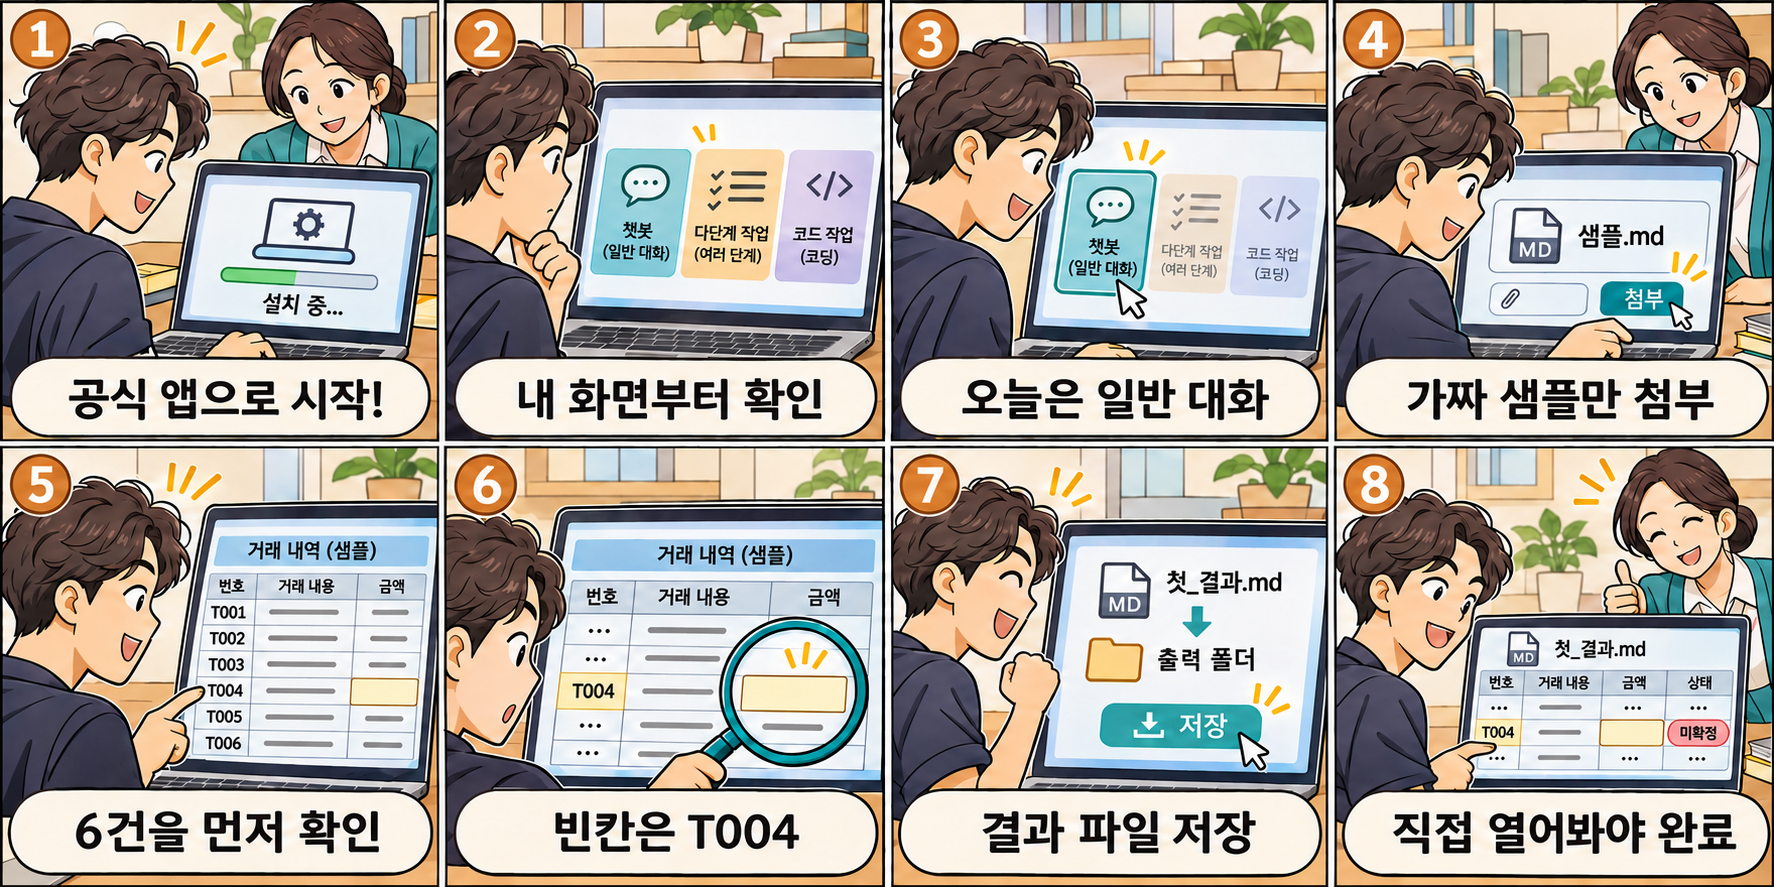 1
설치 중...
공식 앱으로 시작!
2
챗봇
(일반 대화)
다단계 작업
(여러 단계)
</>
코드 작업
(코딩)
내 화면부터 확인
3
챗봇
(일반 대화)
다단계 작업
(여러 단계)
</>
코드 작업
(코딩)
오늘은 일반 대화
4
MD
샘플.md
첨부
가짜 샘플만 첨부
5
거래 내역 (샘플)
번호 거래 내용 금액
T001
T002
T003
T004
T005
T006
6건을 먼저 확인
6
거래 내역 (샘플)
번호 거래 내용 금액
...
...
T004
...
...
빈칸은 T004
7
MD
첫_결과.md
출력 폴더
저장
결과 파일 저장
8
MD
첫_결과.md
번호 거래 내용 금액 상태
... ... ...
T004 미확정
... ... ...
직접 열어봐야 완료